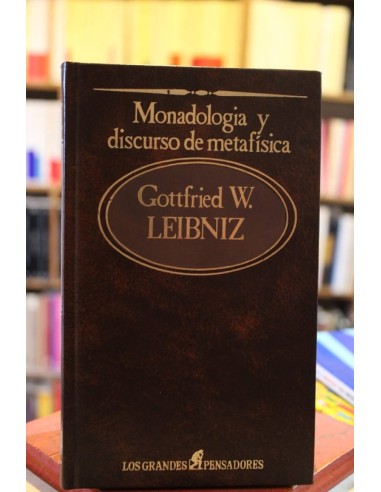 Monadologia y
discurso de metafísica
Gottfried W.
LEIBNIZ
LOS GRANDES PENSADORES